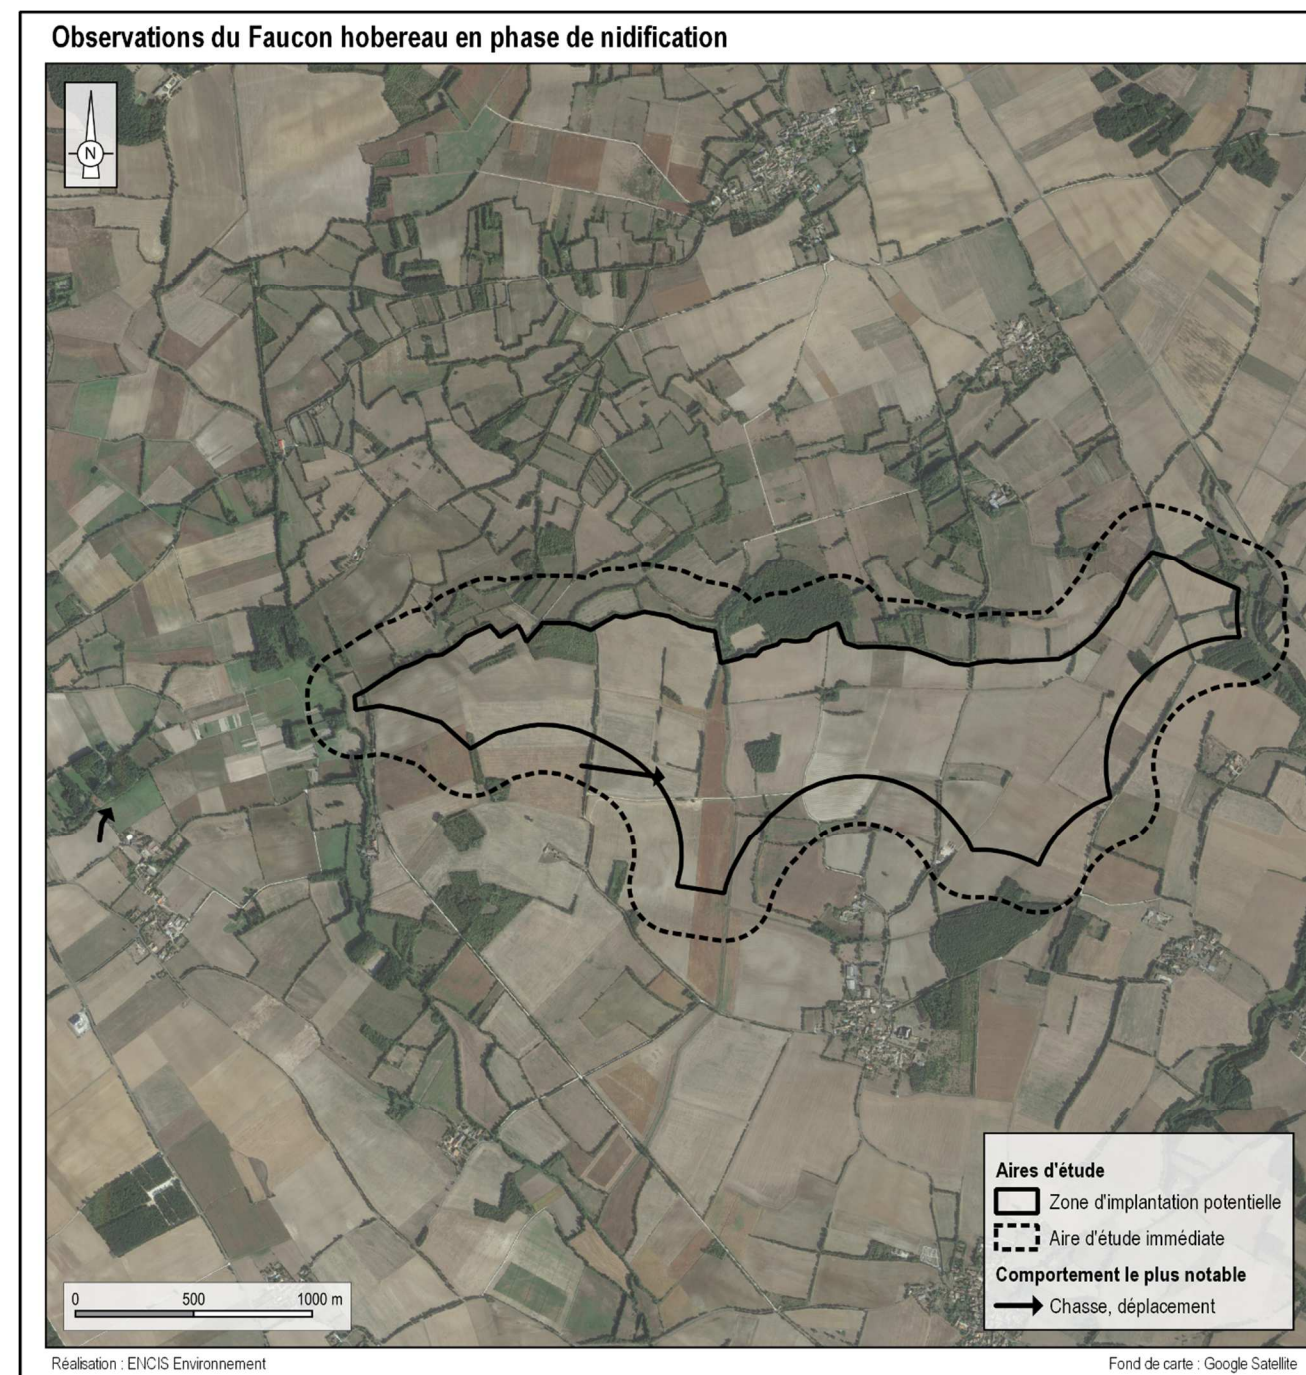 Observations du Faucon hobereau en phase de nidification
N
Aires d'étude
Zone d'implantation potentielle
Aire d'étude immédiate
Comportement le plus notable
Chasse, déplacement
0 500 1000 m
Réalisation : ENCIS Environnement
Fond de carte : Google Satellite